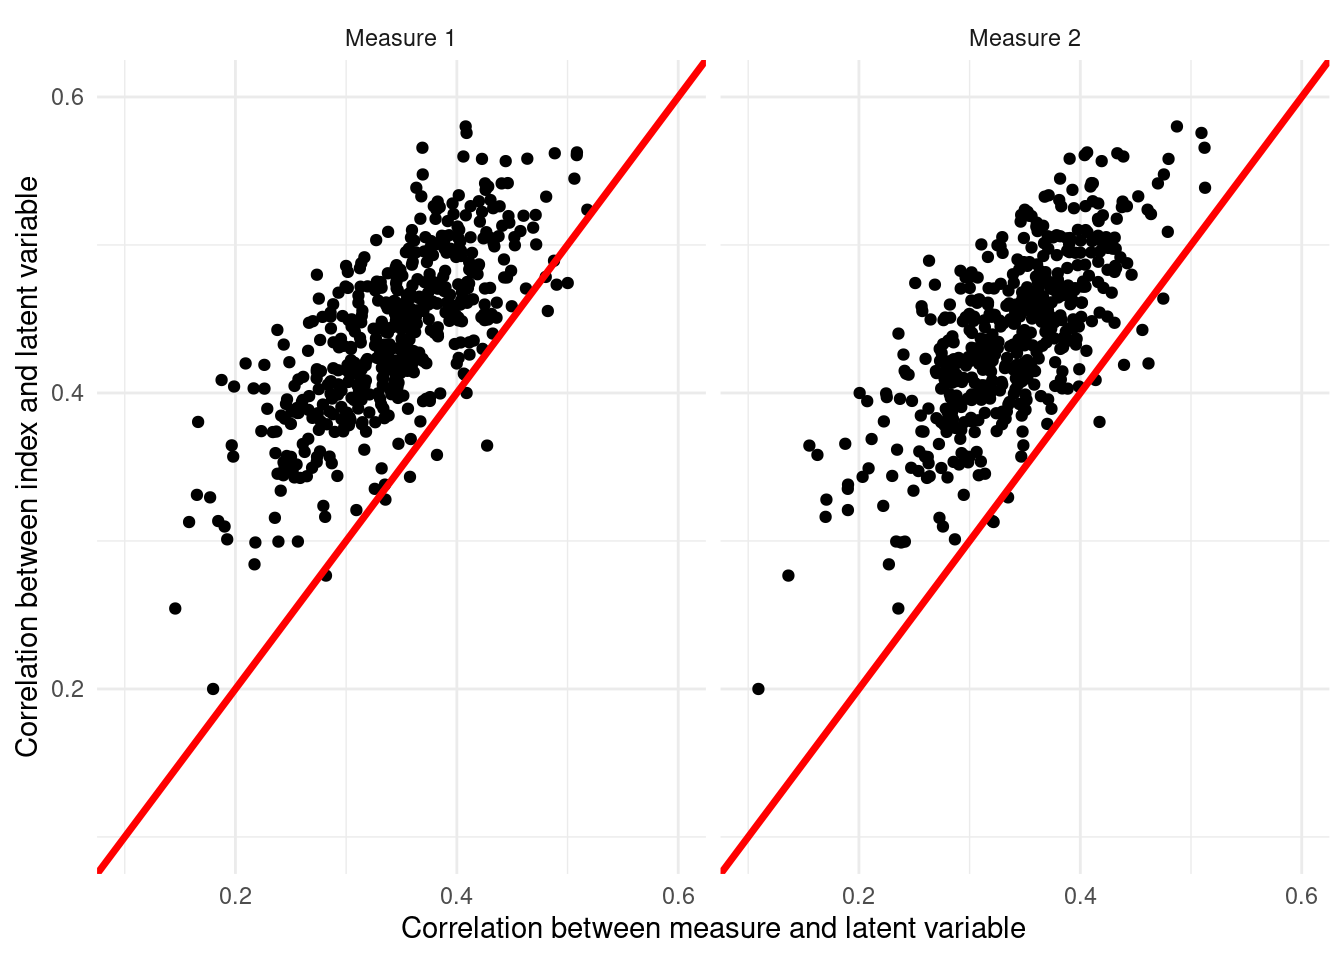 Measure 1
Measure 2
0.6
0.4
0.2
Correlation between index and latent variable
0.2
0.4
0.6
0.2
0.4
0.6
Correlation between measure and latent variable